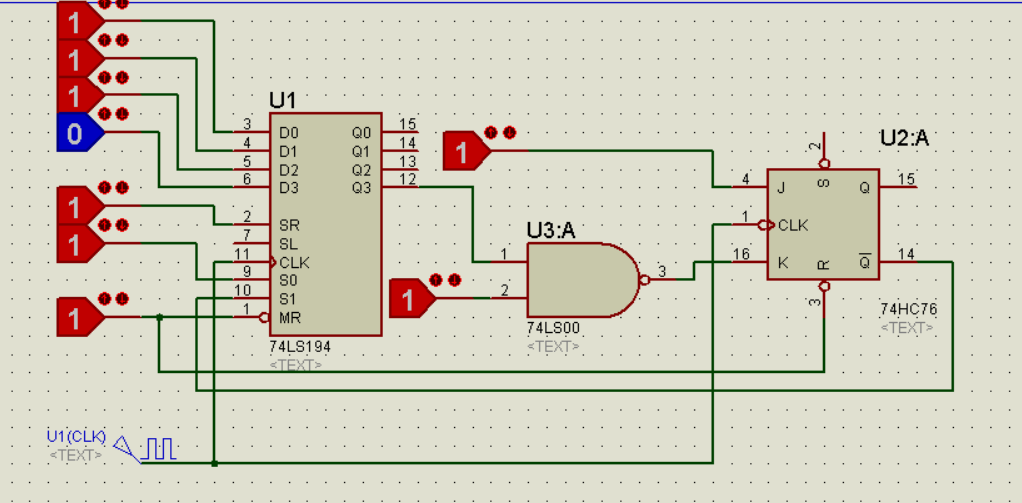 1
1
1
0
1
1
1
U1
3 D0 Q0 15
4 D1 Q1 14
5 D2 Q2 13
6 D3 Q3 12
2 SR
7 SL
11 CLK
9 S0
10 S1
1 MR
74LS194
<TEXT>
1
1
U3:A
1
2
3
74LS00
<TEXT>
U2:A
2
S
4 J Q 15
1 CLK
16 K Q 14
R
3
74HC76
<TEXT>
U1(CLK)
<TEXT>